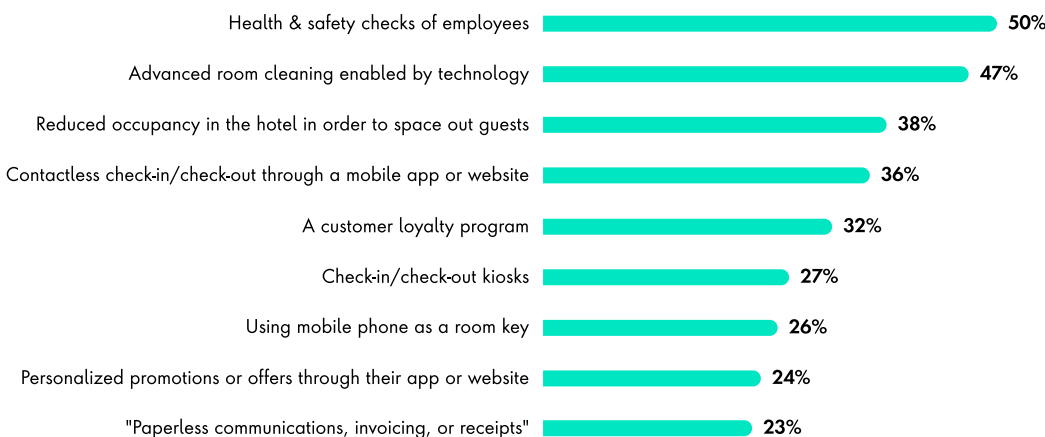 Health & safety checks of employees 50%
Advanced room cleaning enabled by technology 47%
Reduced occupancy in the hotel in order to space out guests 38%
Contactless check-in/check-out through a mobile app or website 36%
A customer loyalty program 32%
Check-in/check-out kiosks 27%
Using mobile phone as a room key 26%
Personalized promotions or offers through their app or website 24%
"Paperless communications, invoicing, or receipts" 23%